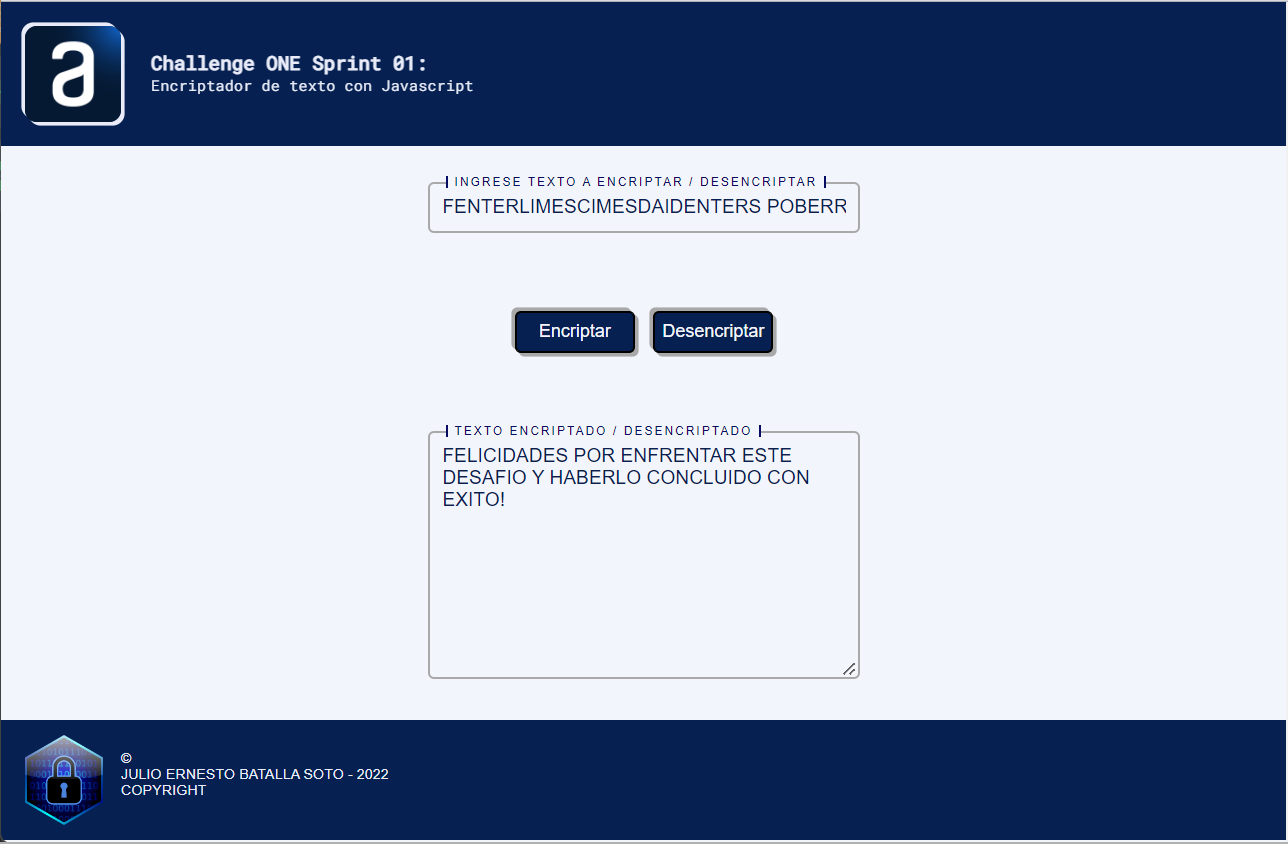 a
Challenge ONE Sprint 01:
Encriptador de texto con Javascript
INGRESE TEXTO A ENCRIPTAR / DESENCRIPTAR
FENTERLIMESCIMESDAIDENTERS POBERR
Encriptar
Desencriptar
TEXTO ENCRIPTADO / DESENCRIPTADO
FELICIDADES POR ENFRENTAR ESTE
DESAFIO Y HABERLO CONCLUIDO CON
EXITO!
©
JULIO ERNESTO BATALLA SOTO - 2022
COPYRIGHT